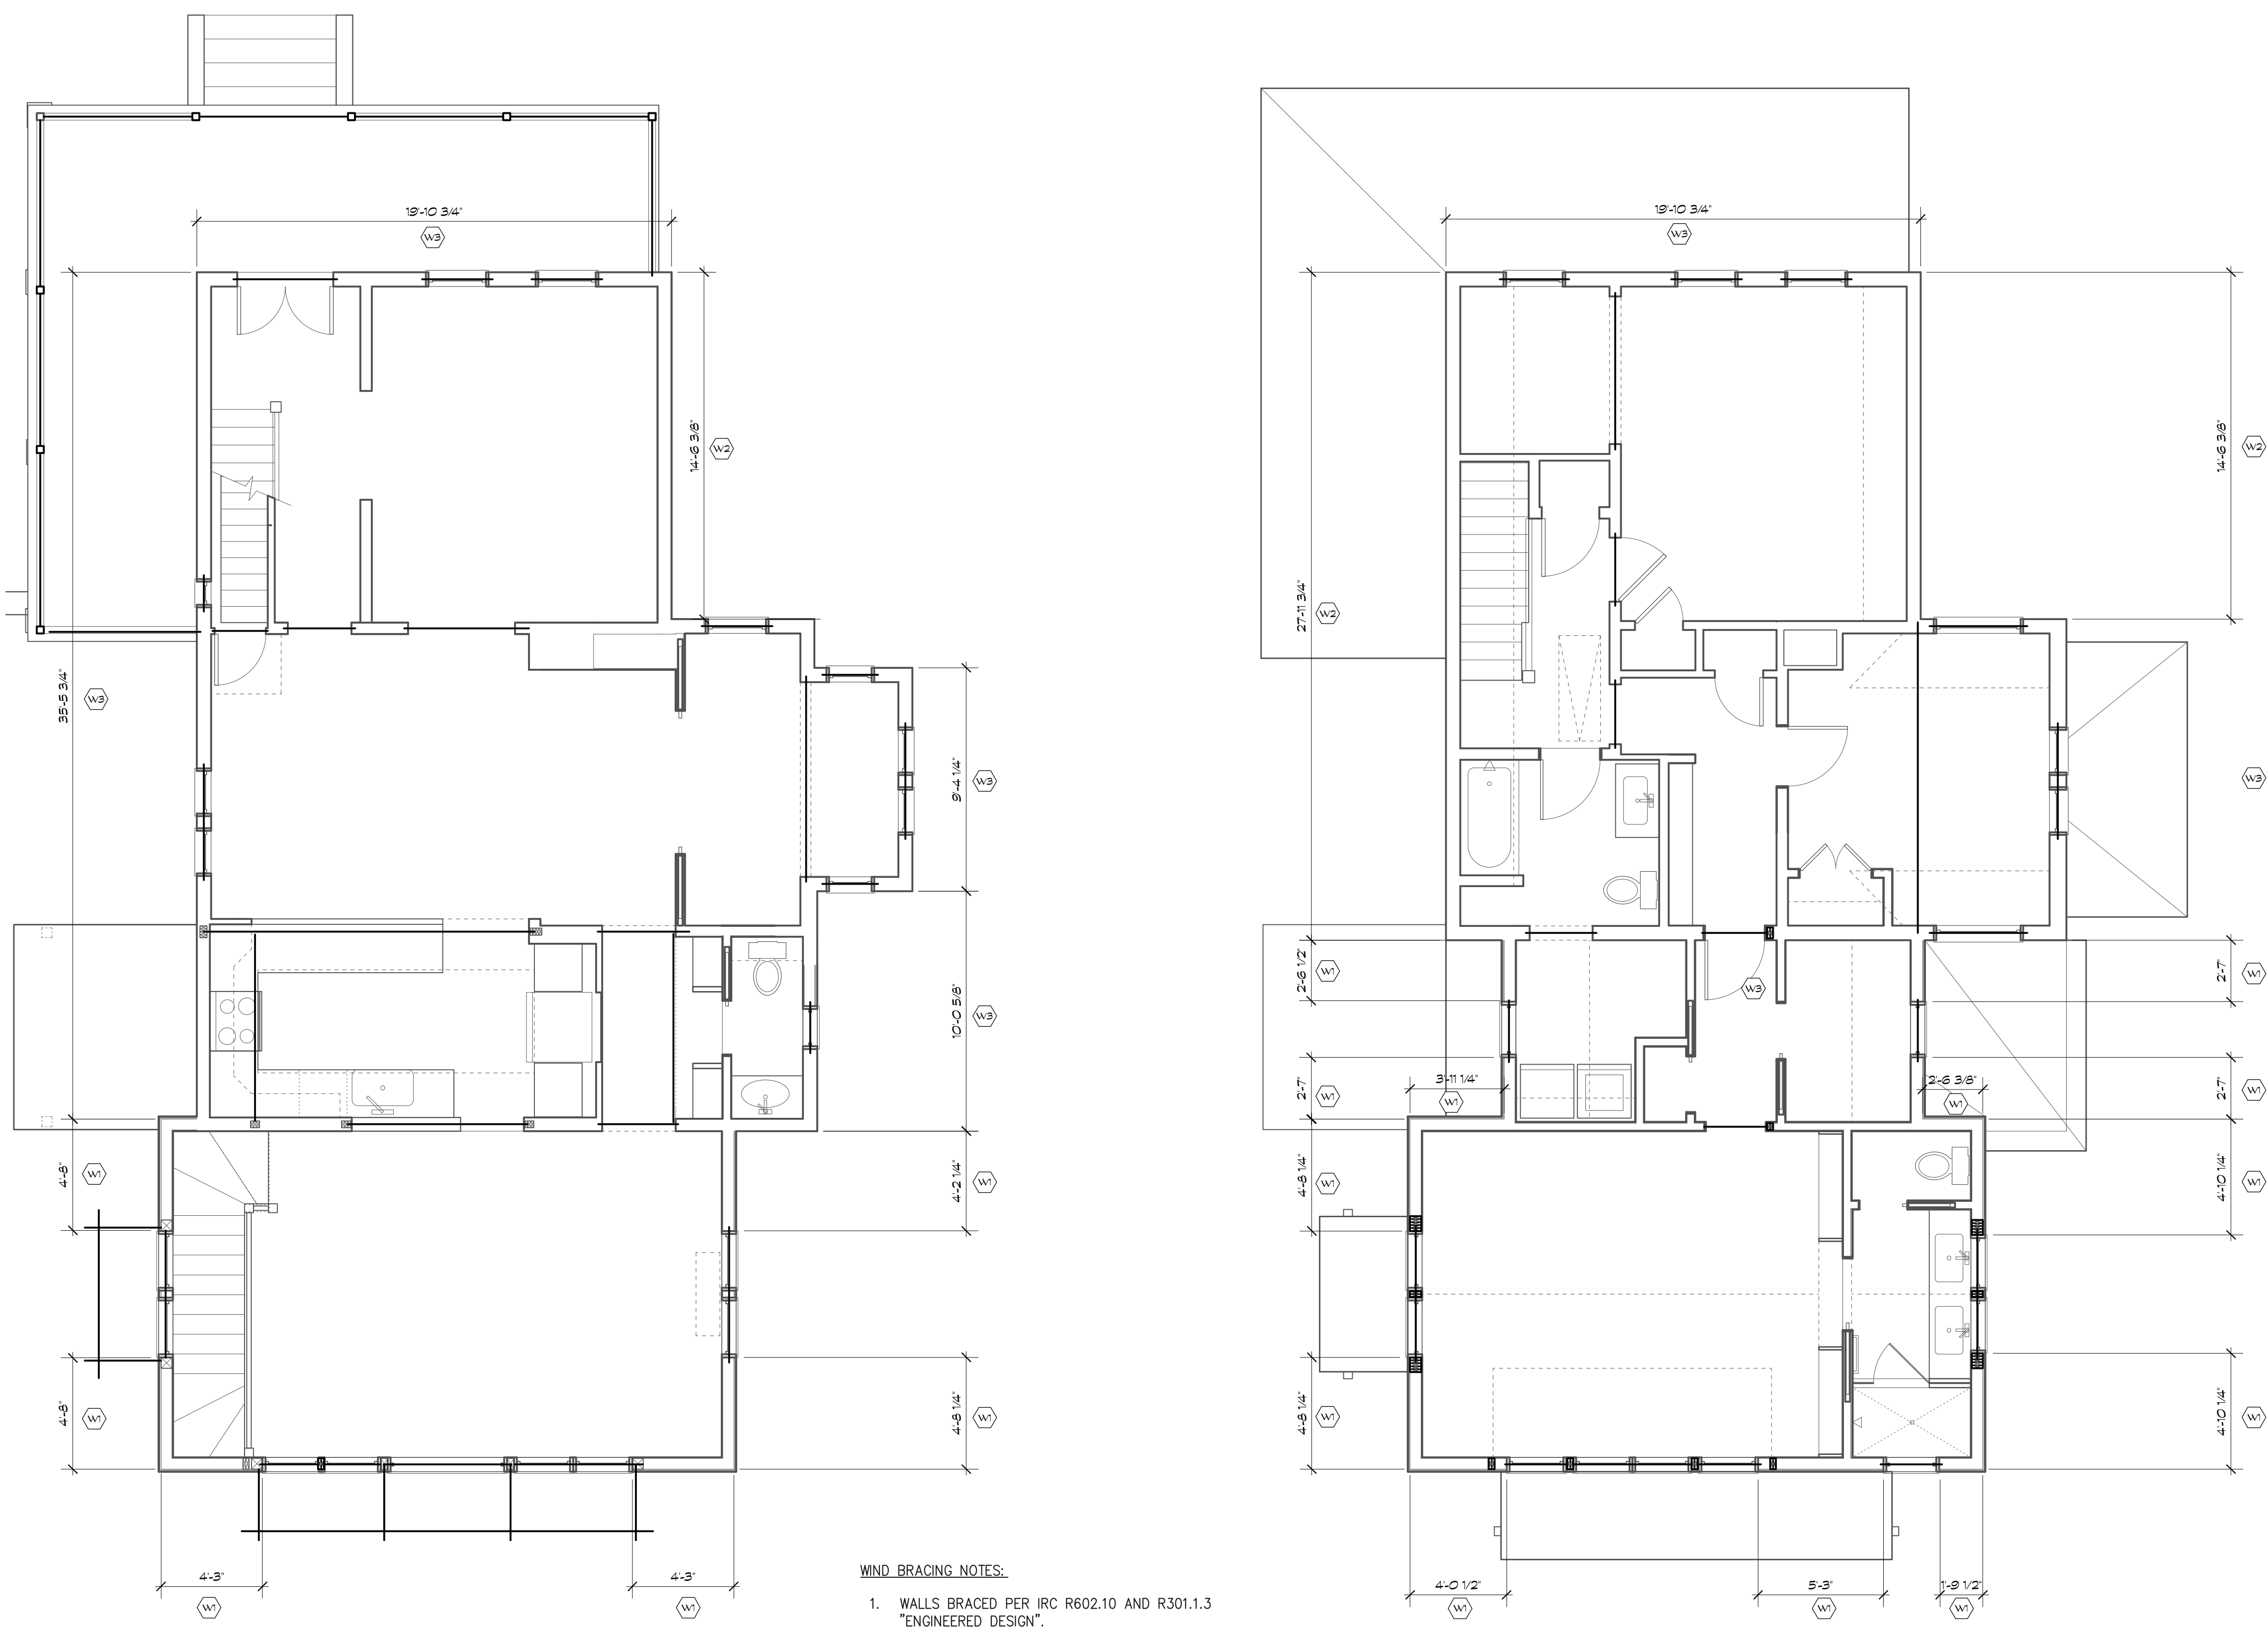 19'-10 3/4"
W3
14'-6 3/8"
W2
35'-5 3/4"
W3
9'-4 1/4"
W3
10'-0 5/8"
W3
4'-8"
W1
4'-2 1/4"
W1
4'-8"
W1
4'-8 1/4"
W1
4'-3"
W1
4'-3"
W1
WIND BRACING NOTES:
1. WALLS BRACED PER IRC R602.10 AND R301.1.3
"ENGINEERED DESIGN".
19'-10 3/4"
W3
14'-6 3/8"
W2
27'-11 3/4"
W2
W3
2'-6 1/2"
W1
W3
2'-7"
W1
2'-7"
W1
3'-11 1/4"
W1
2'-6 3/8"
W1
2'-7"
W1
4'-8 1/4"
W1
4'-10 1/4"
W1
4'-8 1/4"
W1
4'-10 1/4"
W1
4'-0 1/2"
W1
5'-3"
W1
1'-9 1/2"
W1